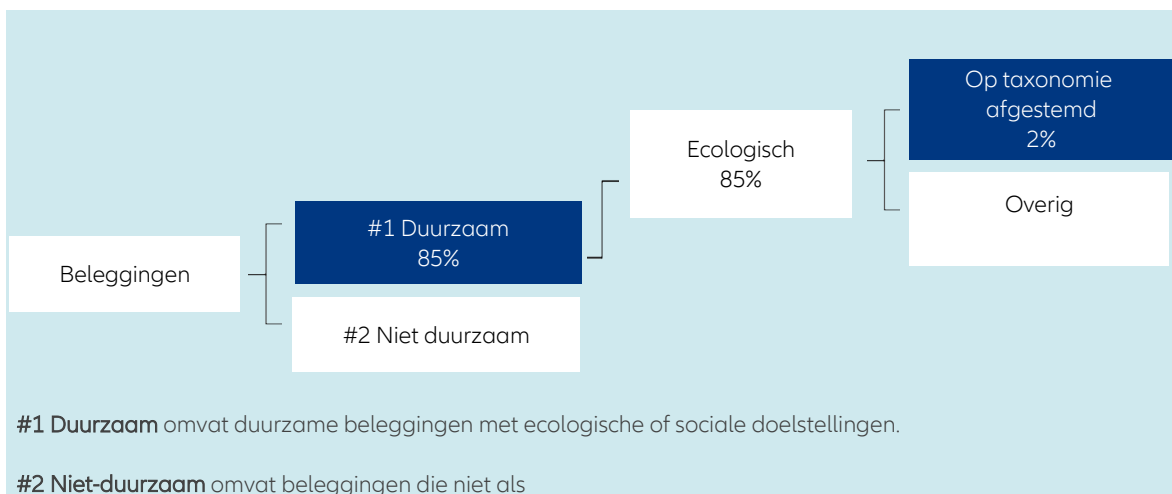 Op taxonomie
afgestemd
2%
Ecologisch
85%
Overig
#1 Duurzaam
85%
Beleggingen
#2 Niet duurzaam
#1 Duurzaam omvat duurzame beleggingen met ecologische of sociale doelstellingen.
#2 Niet-duurzaam omvat beleggingen die niet als